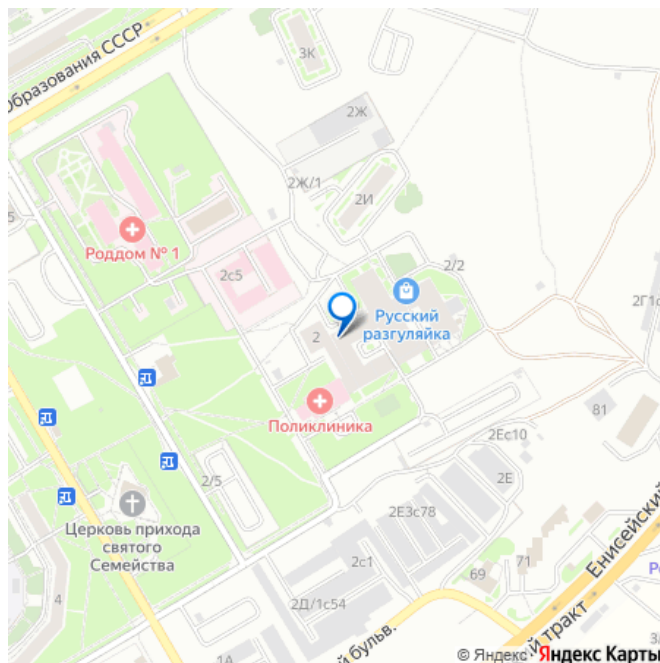 Образования СССР
3К
2Ж
2Ж/1
2И
5
Роддом № 1
2с5
2/2
2Г1с
Русский
разгуляйка
2
Поликлиника
81
2Ес10
2/5
2Е
2Е3с78
Церковь прихода
святого
Семейства
Енисейский
4
2с1
69
71
2Д/1с54
1А
й бульв.
й тракт
© Яндекс Яндекс Карты